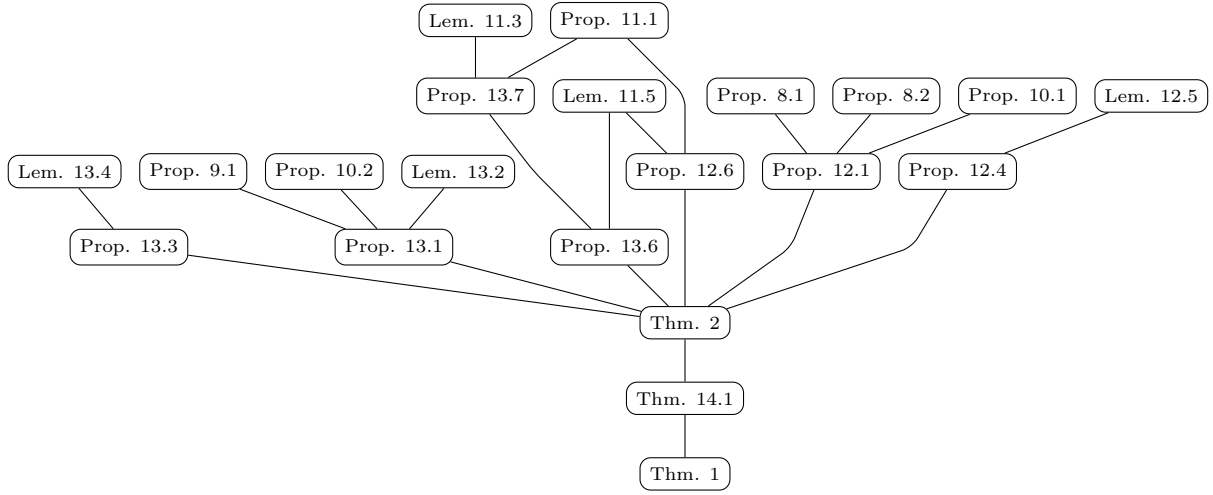 Lem. 11.3
Prop. 11.1
Prop. 13.7
Lem. 11.5
Prop. 8.1
Prop. 8.2
Prop. 10.1
Lem. 12.5
Lem. 13.4
Prop. 9.1
Prop. 10.2
Lem. 13.2
Prop. 12.6
Prop. 12.1
Prop. 12.4
Prop. 13.3
Prop. 13.1
Prop. 13.6
Thm. 2
Thm. 14.1
Thm. 1